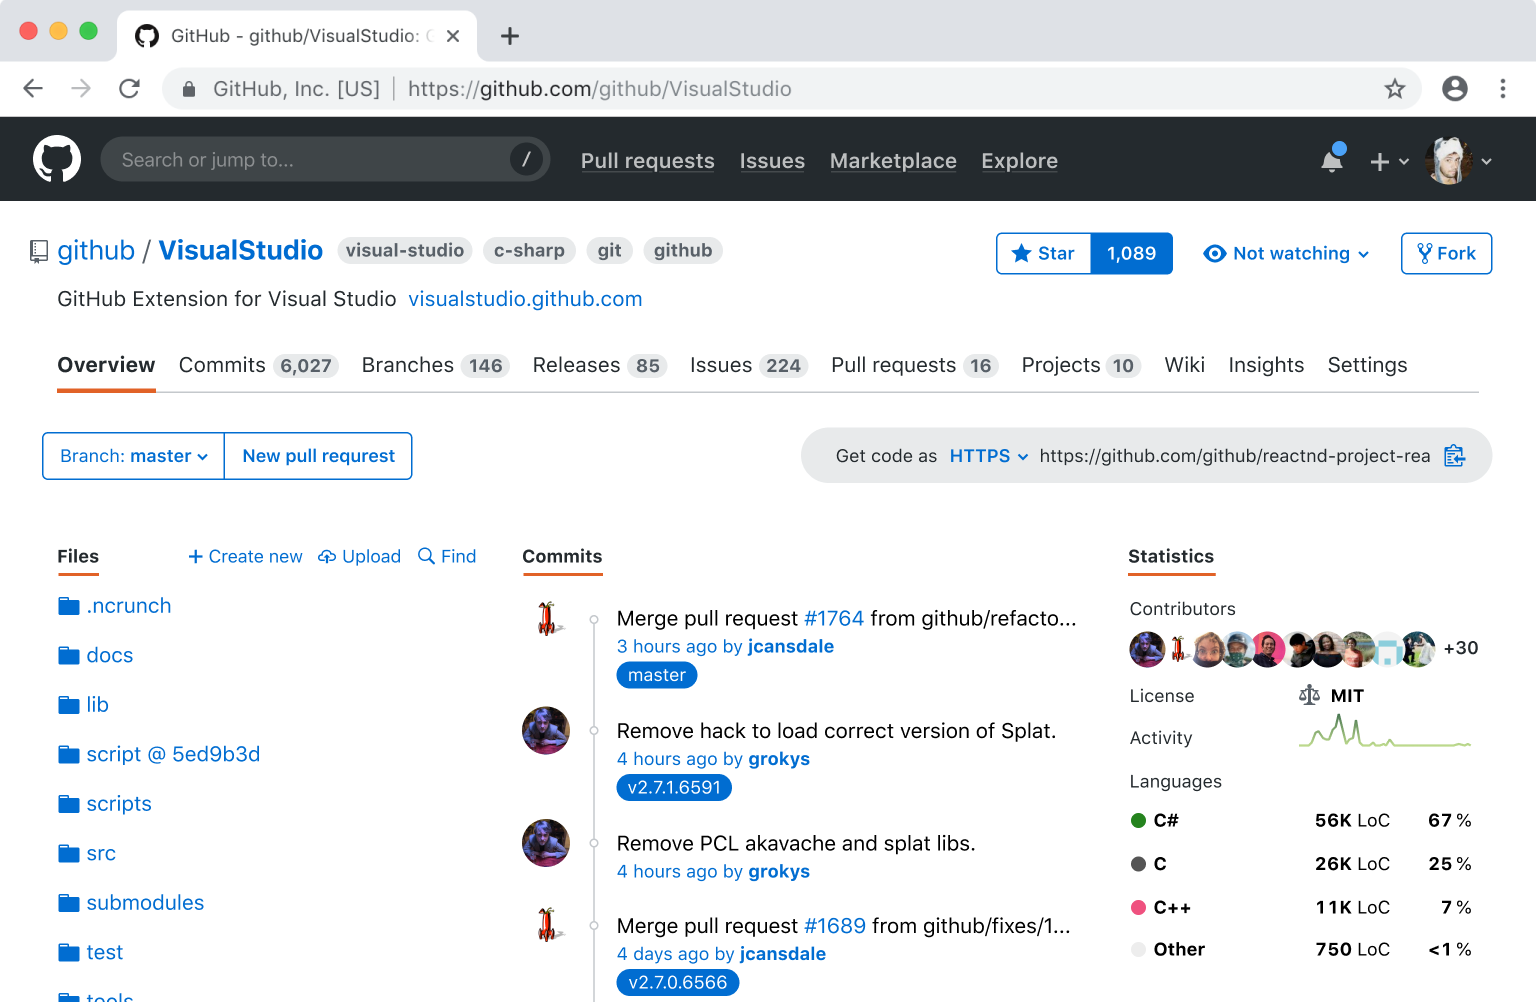 GitHub - github/VisualStudio:
GitHub, Inc. [US] | https://github.com/github/VisualStudio
Search or jump to... / Pull requests Issues Marketplace Explore
github / VisualStudio visual-studio c-sharp git github Star 1,089 Not watching Fork
GitHub Extension for Visual Studio visualstudio.github.com
Overview Commits 6,027 Branches 146 Releases 85 Issues 224 Pull requests 16 Projects 10 Wiki Insights Settings
Branch: master New pull requrest Get code as HTTPS https://github.com/github/reactnd-project-rea
Files + Create new Upload Find
.ncrunch
docs
lib
script @ 5ed9b3d
scripts
src
submodules
test
tools
Commits
Merge pull request #1764 from github/refacto...
3 hours ago by jcansdale
master
Remove hack to load correct version of Splat.
4 hours ago by grokys
v2.7.1.6591
Remove PCL akavache and splat libs.
4 hours ago by grokys
Merge pull request #1689 from github/fixes/1...
4 days ago by jcansdale
v2.7.0.6566
Statistics
Contributors
+30
License MIT
Activity
Languages
C# 56K LoC 67 %
C 26K LoC 25 %
C++ 11K LoC 7 %
Other 750 LoC <1 %